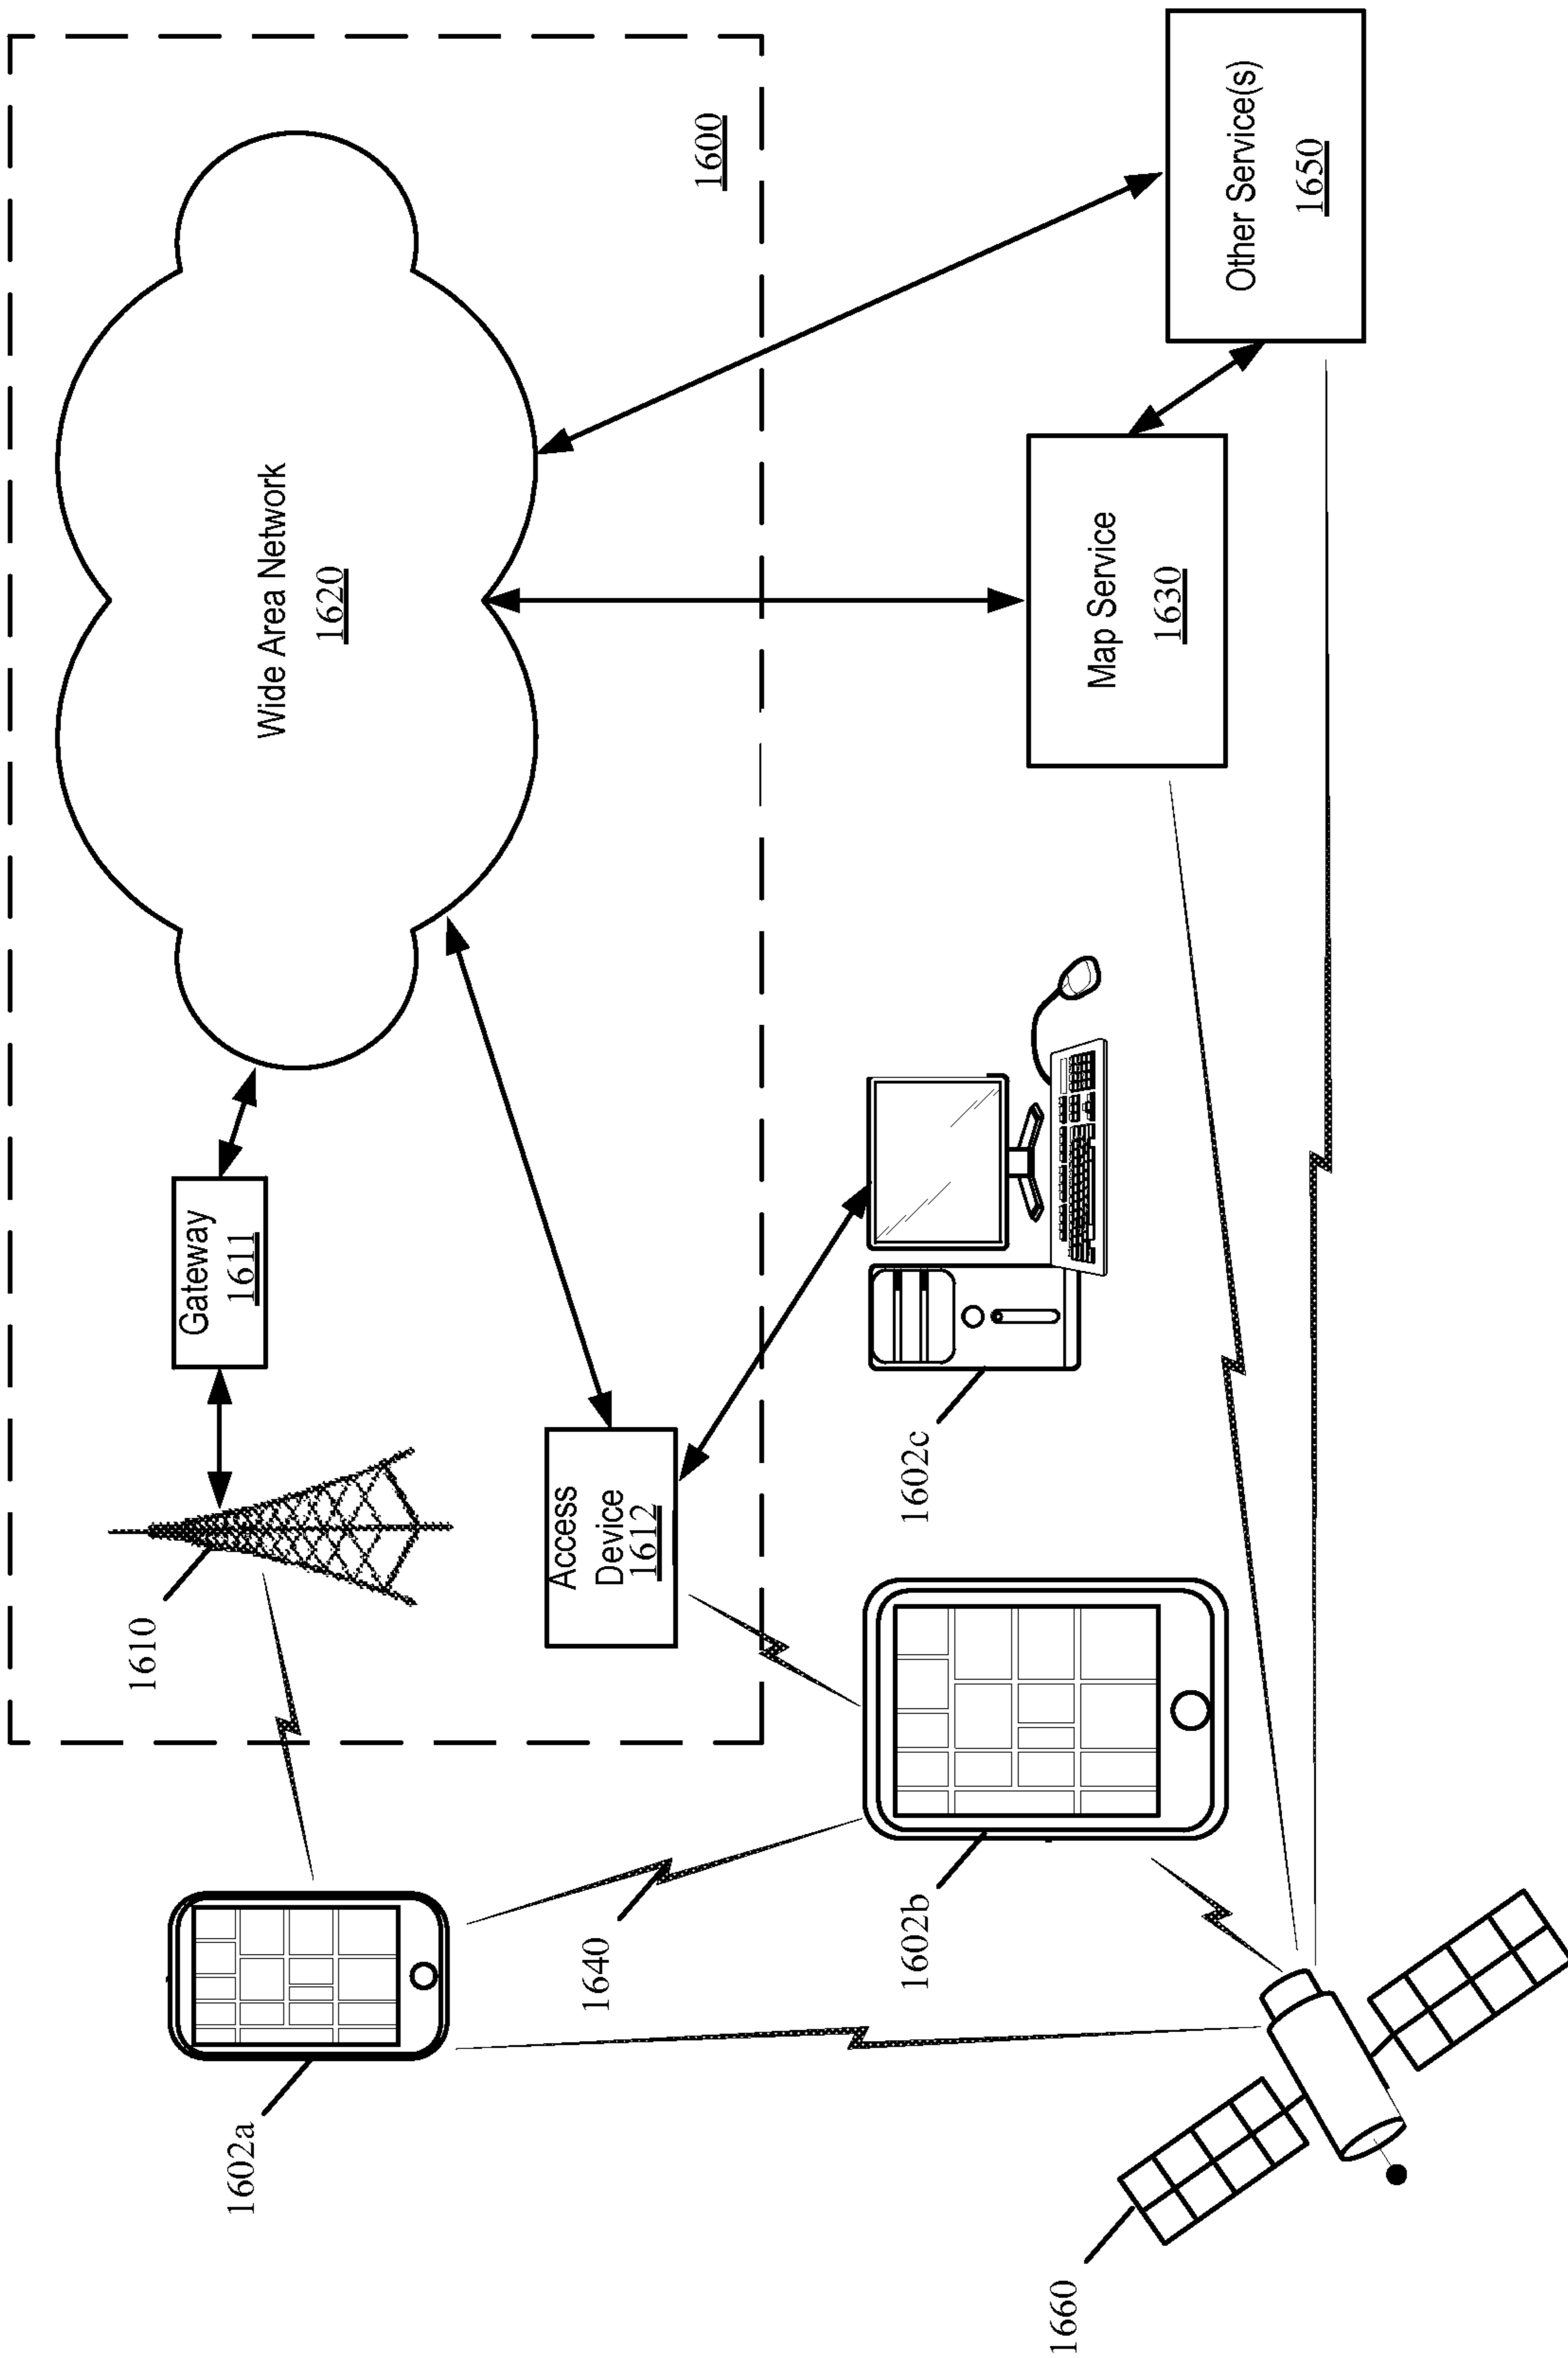 1600
Wide Area Network
1620
Gateway
1611
1610
Access
Device
1612
1602a
1640
1602b
1602c
Map Service
1630
Other Service(s)
1650
1660